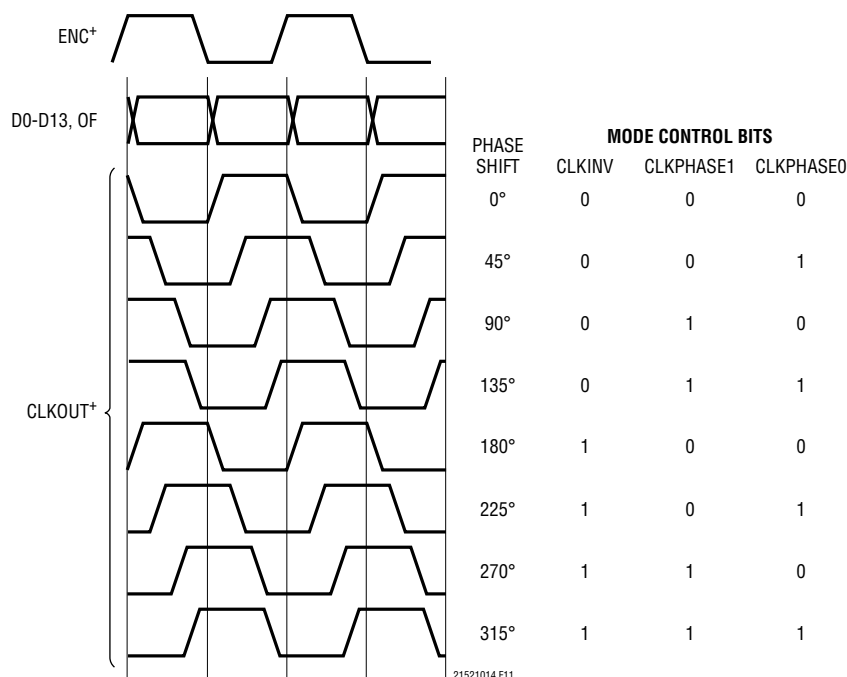 ENC+
D0-D13, OF
CLKOUT+
MODE CONTROL BITS
PHASE SHIFT CLKINV CLKPHASE1 CLKPHASE0
0° 0 0 0
45° 0 0 1
90° 0 1 0
135° 0 1 1
180° 1 0 0
225° 1 0 1
270° 1 1 0
315° 1 1 1
21521014 F11